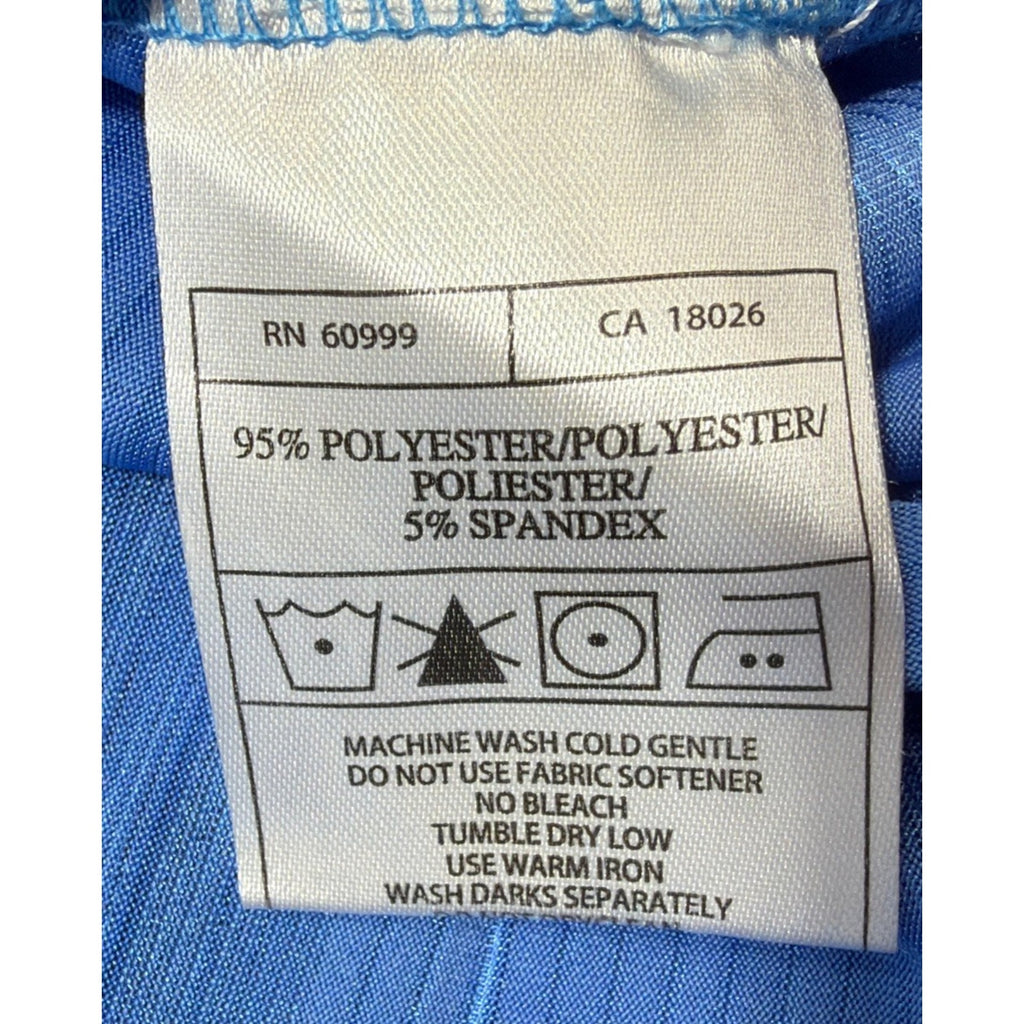 RN 60999
CA 18026
95% POLYESTER/POLYESTER/
POLIESTER/
5% SPANDEX
MACHINE WASH COLD GENTLE
DO NOT USE FABRIC SOFTENER
NO BLEACH
TUMBLE DRY LOW
USE WARM IRON
WASH DARKS SEPARATELY